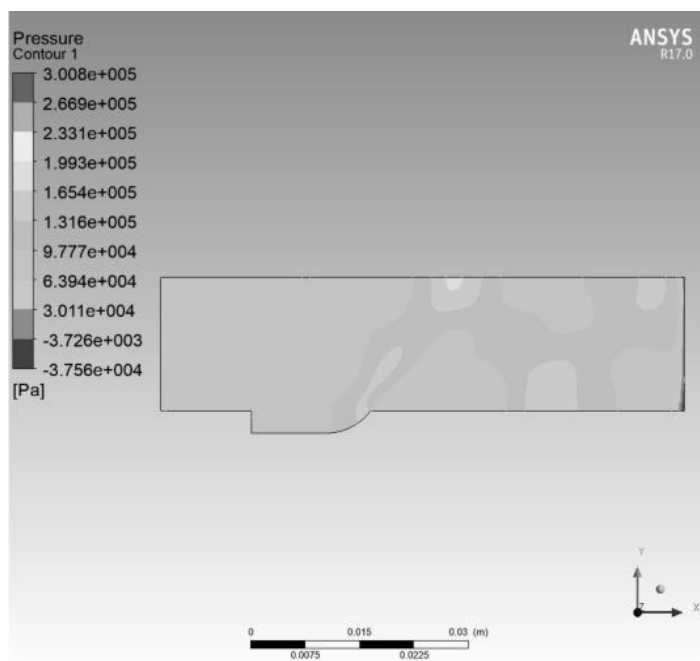 Pressure
Contour 1
ANSYS
R17.0
3.008e+005
2.669e+005
2.331e+005
1.993e+005
1.654e+005
1.316e+005
9.777e+004
6.394e+004
3.011e+004
-3.726e+003
-3.756e+004
[Pa]
Y
Z
X
0 0.015 0.03 (m)
0.0075 0.0225